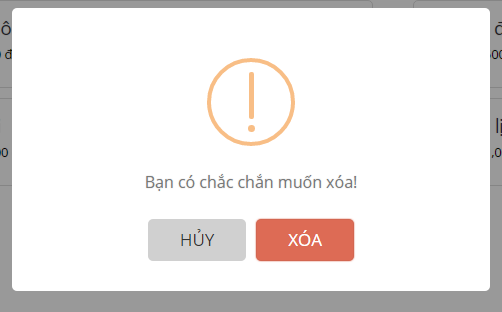 Bạn có chắc chắn muốn xóa!
HỦY
XÓA